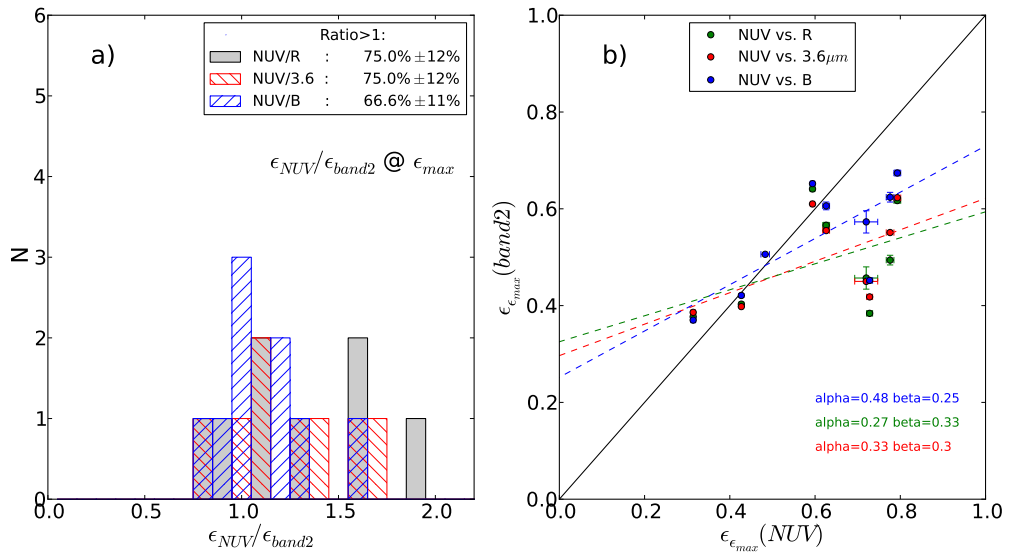 a)
Ratio>1:
NUV/R : 75.0%±12%
NUV/3.6 : 75.0%±12%
NUV/B : 66.6%±11%
ϵ_NUV/ϵ_band2 @ ϵ_max
6
5
4
3
2
1
0
N
0.0 0.5 1.0 1.5 2.0
ϵ_NUV/ϵ_band2
b)
NUV vs. R
NUV vs. 3.6μm
NUV vs. B
1.0
0.8
0.6
0.4
0.2
0.0
ϵ_ϵmax(band2)
alpha=0.48 beta=0.25
alpha=0.27 beta=0.33
alpha=0.33 beta=0.3
0.0 0.2 0.4 0.6 0.8 1.0
ϵ_ϵmax(NUV)